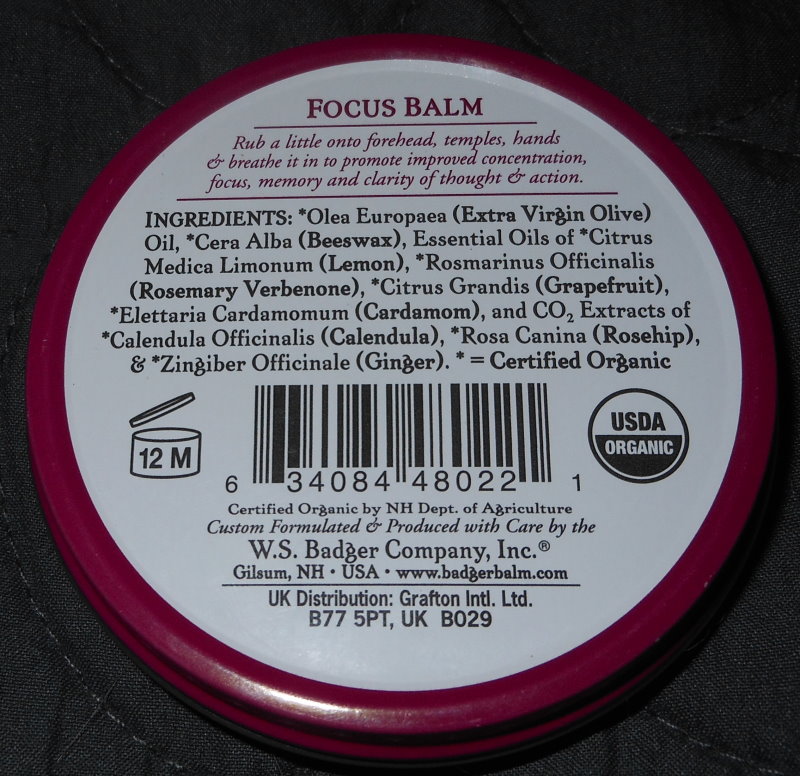 FOCUS BALM
Rub a little onto forehead, temples, hands
& breathe it in to promote improved concentration,
focus, memory and clarity of thought & action.
INGREDIENTS: *Olea Europaea (Extra Virgin Olive)
Oil, *Cera Alba (Beeswax), Essential Oils of *Citrus
Medica Limonum (Lemon), *Rosmarinus Officinalis
(Rosemary Verbenone), *Citrus Grandis (Grapefruit),
*Elettaria Cardamomum (Cardamom), and CO₂ Extracts of
*Calendula Officinalis (Calendula), *Rosa Canina (Rosehip),
& *Zingiber Officinale (Ginger). * = Certified Organic
12 M
6 34084 48022 1
USDA
ORGANIC
Certified Organic by NH Dept. of Agriculture
Custom Formulated & Produced with Care by the
W.S. Badger Company, Inc.®
Gilsum, NH • USA • www.badgerbalm.com
UK Distribution: Grafton Intl. Ltd.
B77 5PT, UK B029